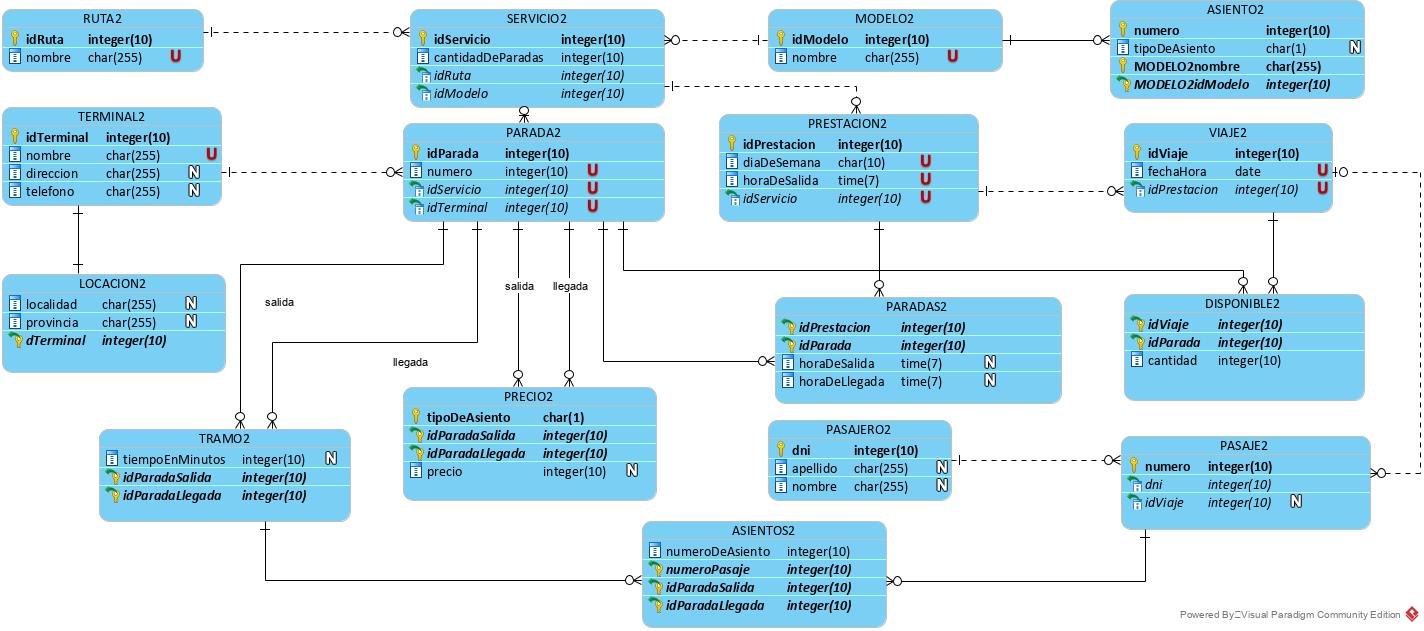 RUTA2
idRuta integer(10)
nombre char(255) U
SERVICIO2
idServicio integer(10)
cantidadDeParadas integer(10)
idRuta integer(10)
idModelo integer(10)
MODELO2
idModelo integer(10)
nombre char(255) U
ASIENTO2
numero integer(10)
tipoDeAsiento char(1) N
MODELO2nombre char(255)
MODELO2idModelo integer(10)
TERMINAL2
idTerminal integer(10)
nombre char(255) U
direccion char(255) N
telefono char(255) N
PARADA2
idParada integer(10)
numero integer(10) U
idServicio integer(10) U
idTerminal integer(10) U
PRESTACION2
idPrestacion integer(10)
diaDeSemana char(10) U
horaDeSalida time(7) U
idServicio integer(10) U
VIAJE2
idViaje integer(10)
fechaHora date U
idPrestacion integer(10) U
LOCACION2
localidad char(255) N
provincia char(255) N
dTerminal integer(10)
salida
llegada
salida
llegada
PARADAS2
idPrestacion integer(10)
idParada integer(10)
horaDeSalida time(7) N
horaDeLlegada time(7) N
DISPONIBLE2
idViaje integer(10)
idParada integer(10)
cantidad integer(10)
TRAMO2
tiempoEnMinutos integer(10) N
idParadaSalida integer(10)
idParadaLlegada integer(10)
PRECIO2
tipoDeAsiento char(1)
idParadaSalida integer(10)
idParadaLlegada integer(10)
precio integer(10) N
PASAJERO2
dni integer(10)
apellido char(255) N
nombre char(255) N
PASAJE2
numero integer(10)
dni integer(10)
idViaje integer(10) N
ASIENTOS2
numeroDeAsiento integer(10)
numeroPasaje integer(10)
idParadaSalida integer(10)
idParadaLlegada integer(10)
Powered By Visual Paradigm Community Edition